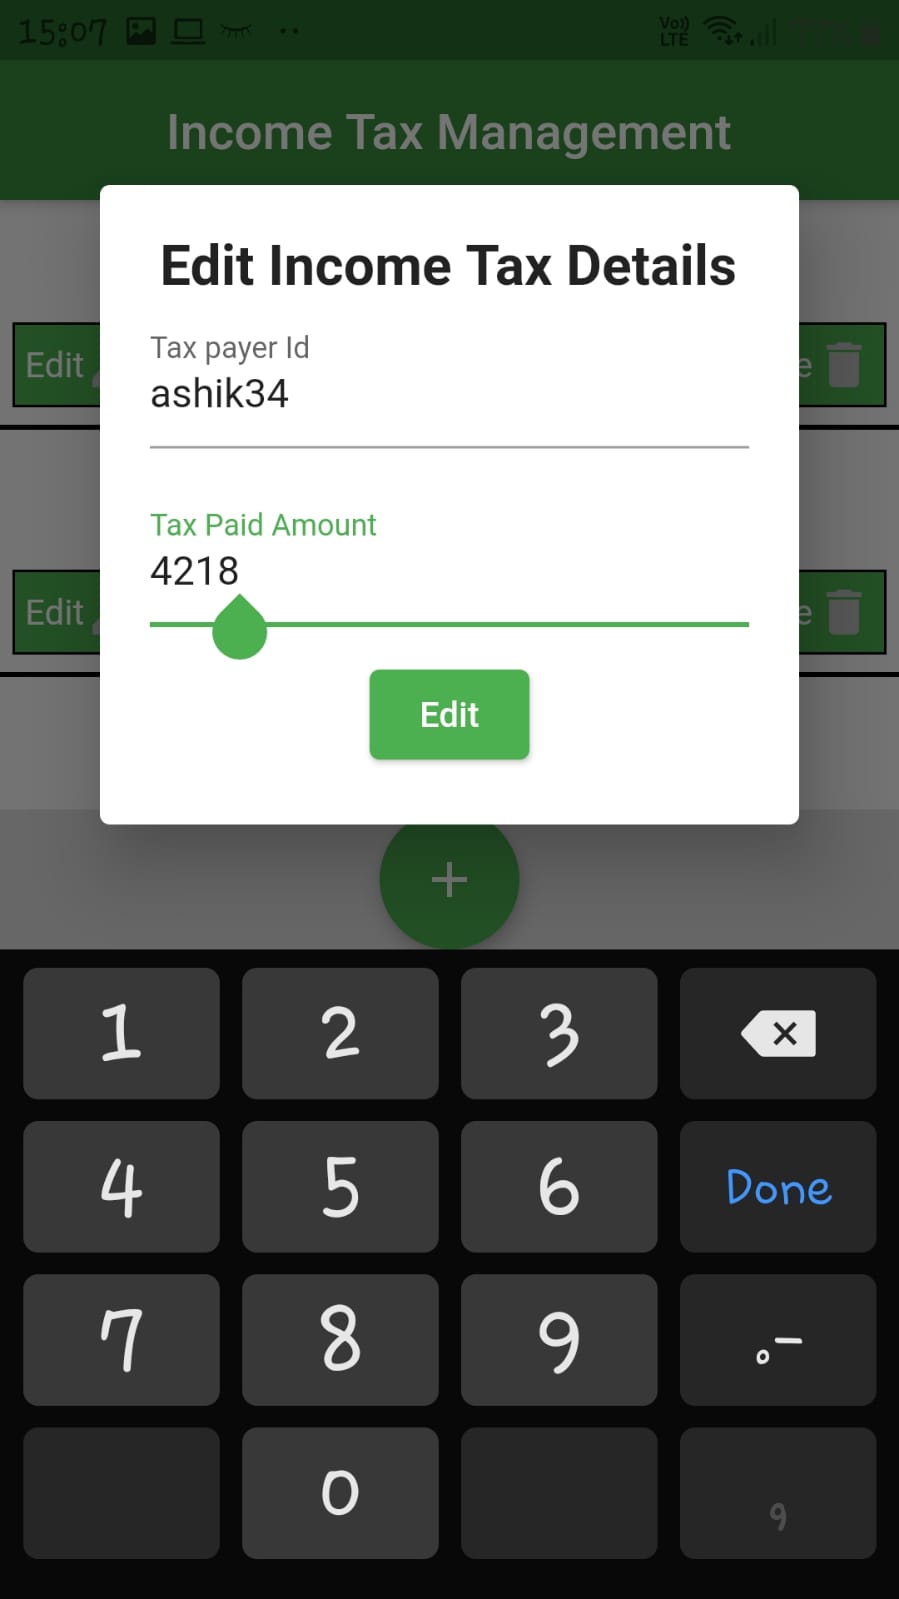 15:07
Vo)) LTE
Income Tax Management
Edit Income Tax Details
Tax payer Id
ashik34
Tax Paid Amount
4218
Edit
Edit e
Edit e
+
1 2 3
4 5 6 Done
7 8 9 .-
0 ,